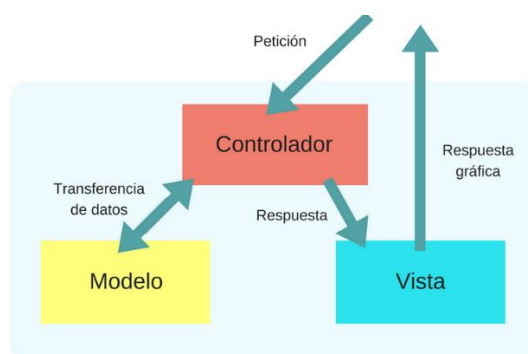 Petición
Controlador
Respuesta
gráfica
Transferencia
de datos
Respuesta
Modelo
Vista